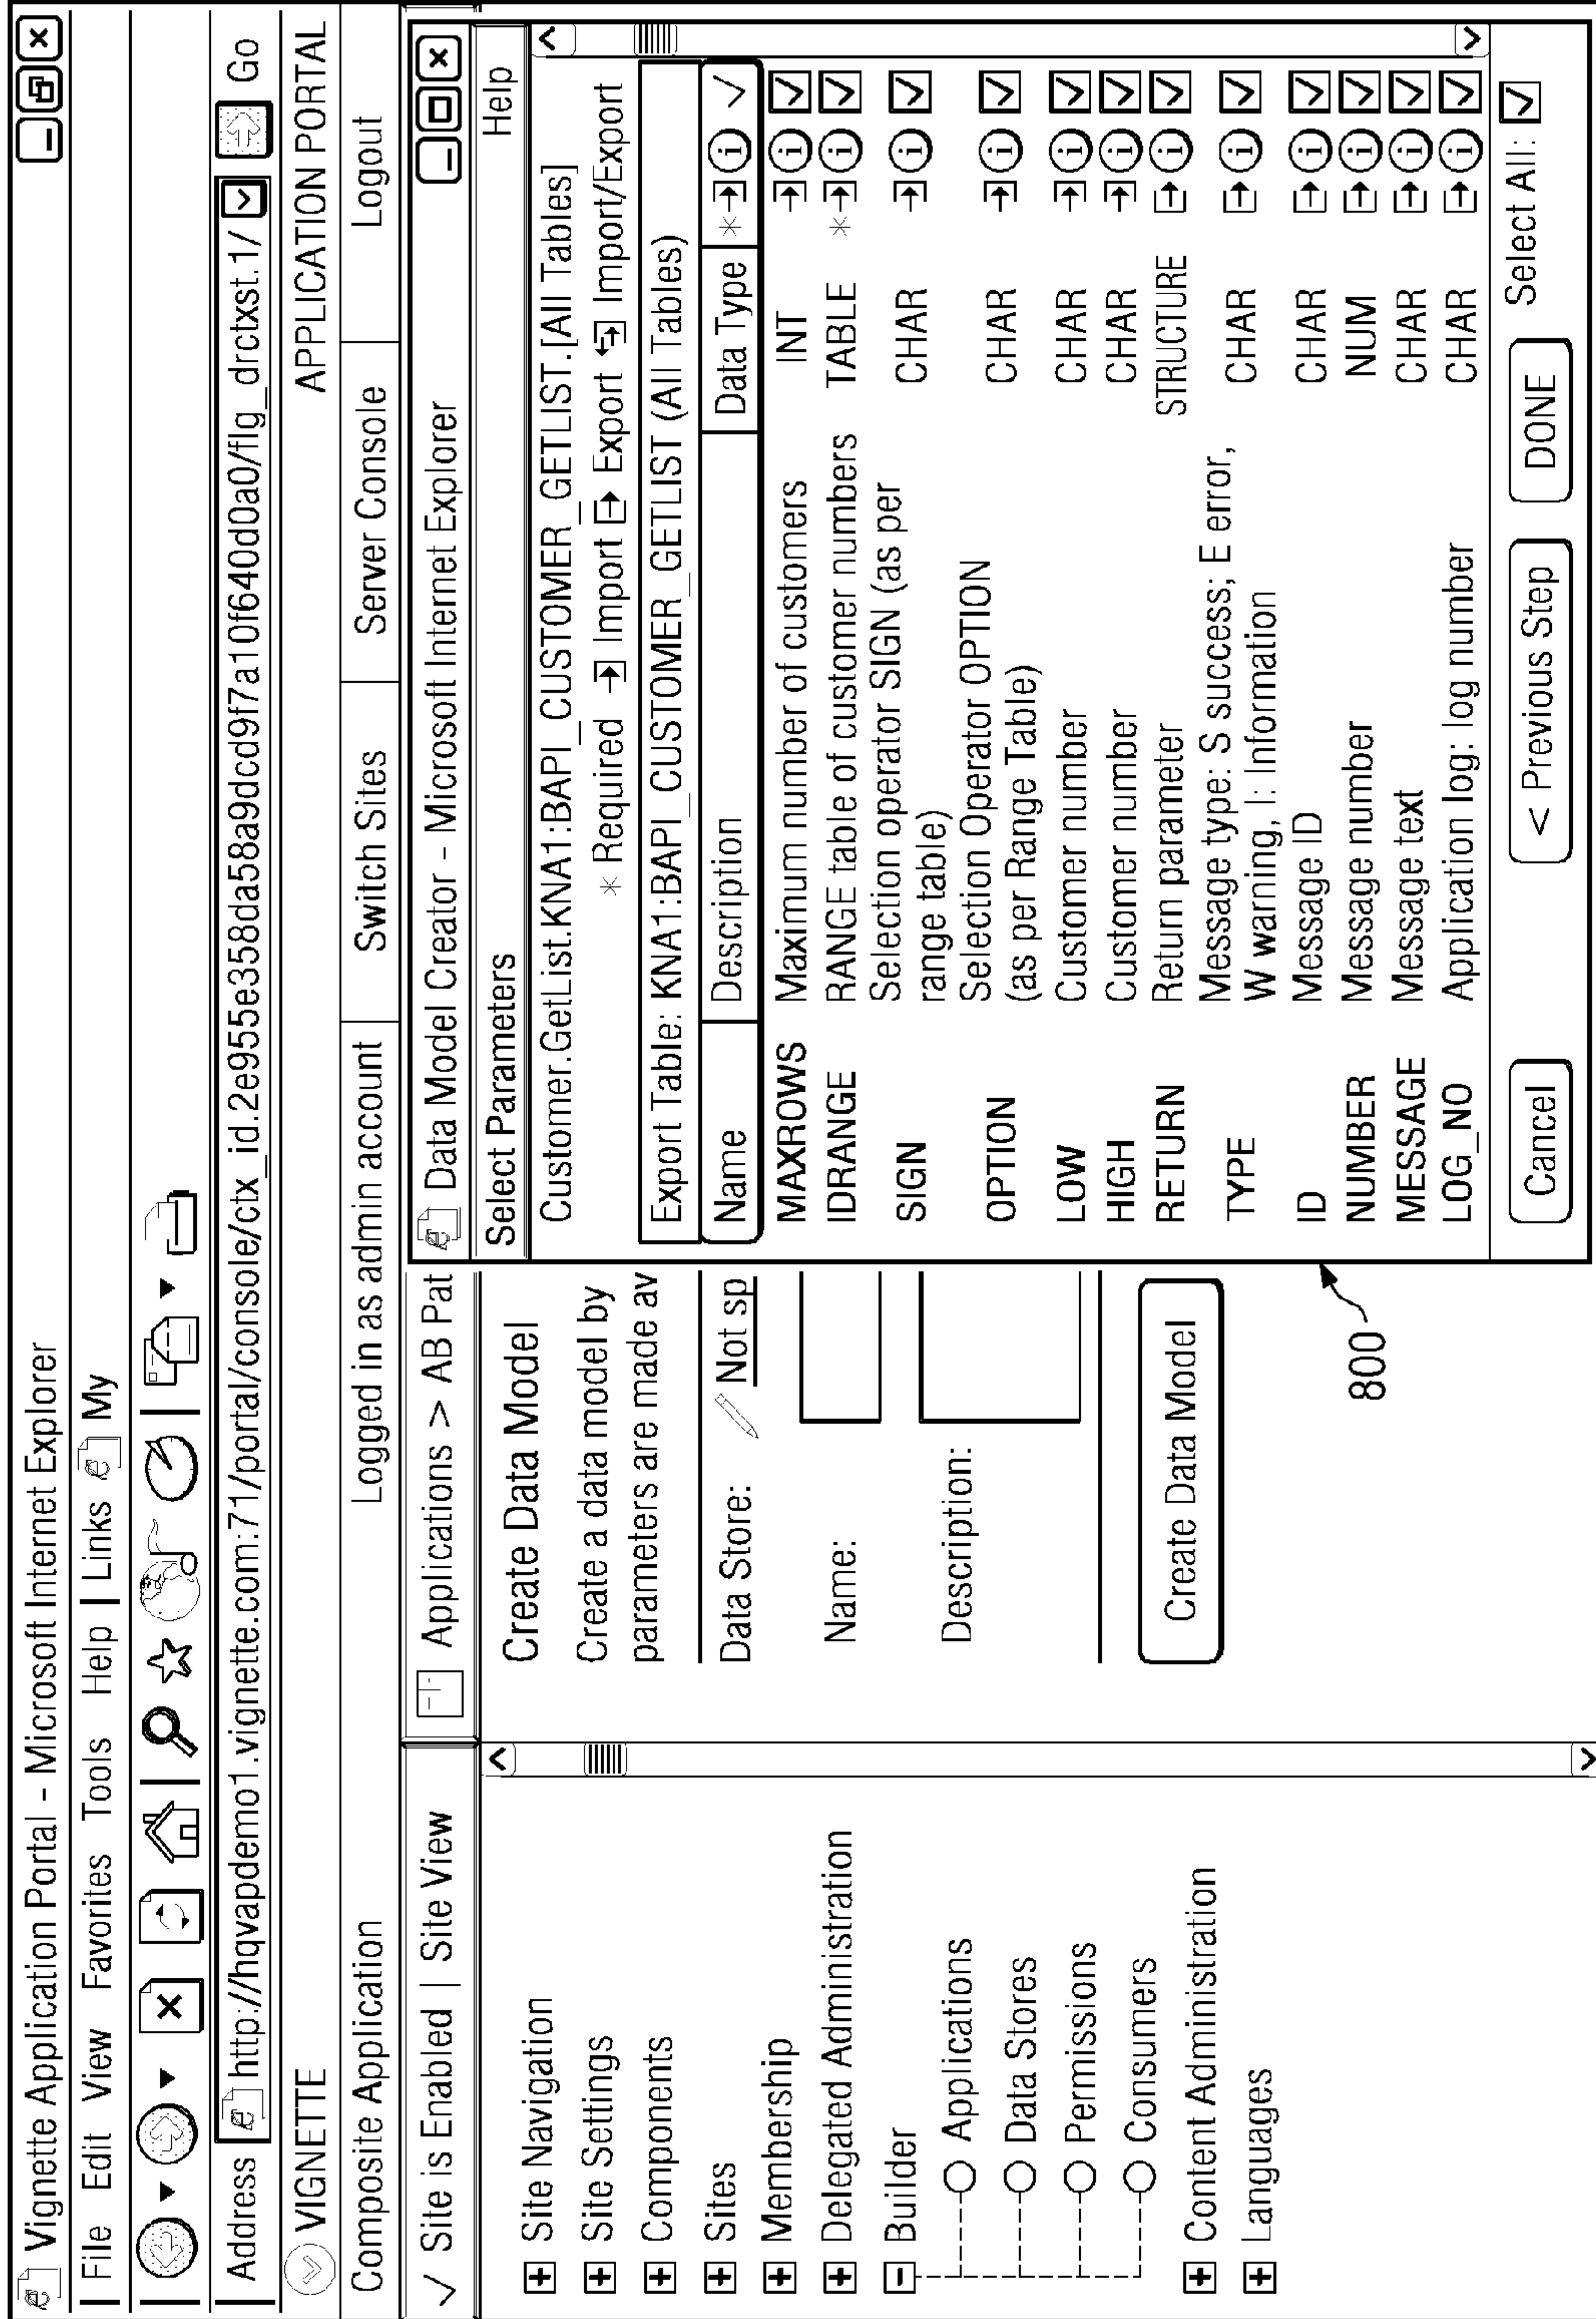 Vignette Application Portal - Microsoft Internet Explorer
File Edit View Favorites Tools Help | Links My
Address http://hqvapdemo1.vignette.com:71/portal/console/ctx_id.2e955e358da58a9dcd9f7a10f640d0a0/flg_drctxst.1/ Go
VIGNETTE
APPLICATION PORTAL
Composite Application Logged in as admin account Switch Sites Server Console Logout
Site is Enabled | Site View
Site Navigation
Site Settings
Components
Sites
Membership
Delegated Administration
Builder
Applications
Data Stores
Permissions
Consumers
Content Administration
Languages
Applications > AB Pat
Create Data Model
Create a data model by
parameters are made av
Data Store: Not sp
Name:
Description:
Create Data Model
Data Model Creator - Microsoft Internet Explorer
Select Parameters Help
Customer.GetList.KNA1:BAPI_CUSTOMER_GETLIST.[All Tables]
* Required Import Export Import/Export
Export Table: KNA1:BAPI_CUSTOMER_GETLIST (All Tables)
Name Description Data Type * i
MAXROWS Maximum number of customers INT i
IDRANGE RANGE table of customer numbers TABLE * i
SIGN Selection operator SIGN (as per CHAR i
range table)
OPTION Selection Operator OPTION CHAR i
(as per Range Table)
LOW Customer number CHAR i
HIGH Customer number CHAR i
RETURN Return parameter STRUCTURE i
TYPE Message type: S success; E error, CHAR i
W warning, I: Information
ID Message ID CHAR i
NUMBER Message number NUM i
MESSAGE Message text CHAR i
LOG_NO Application log: log number CHAR i
Cancel < Previous Step DONE Select All:
800